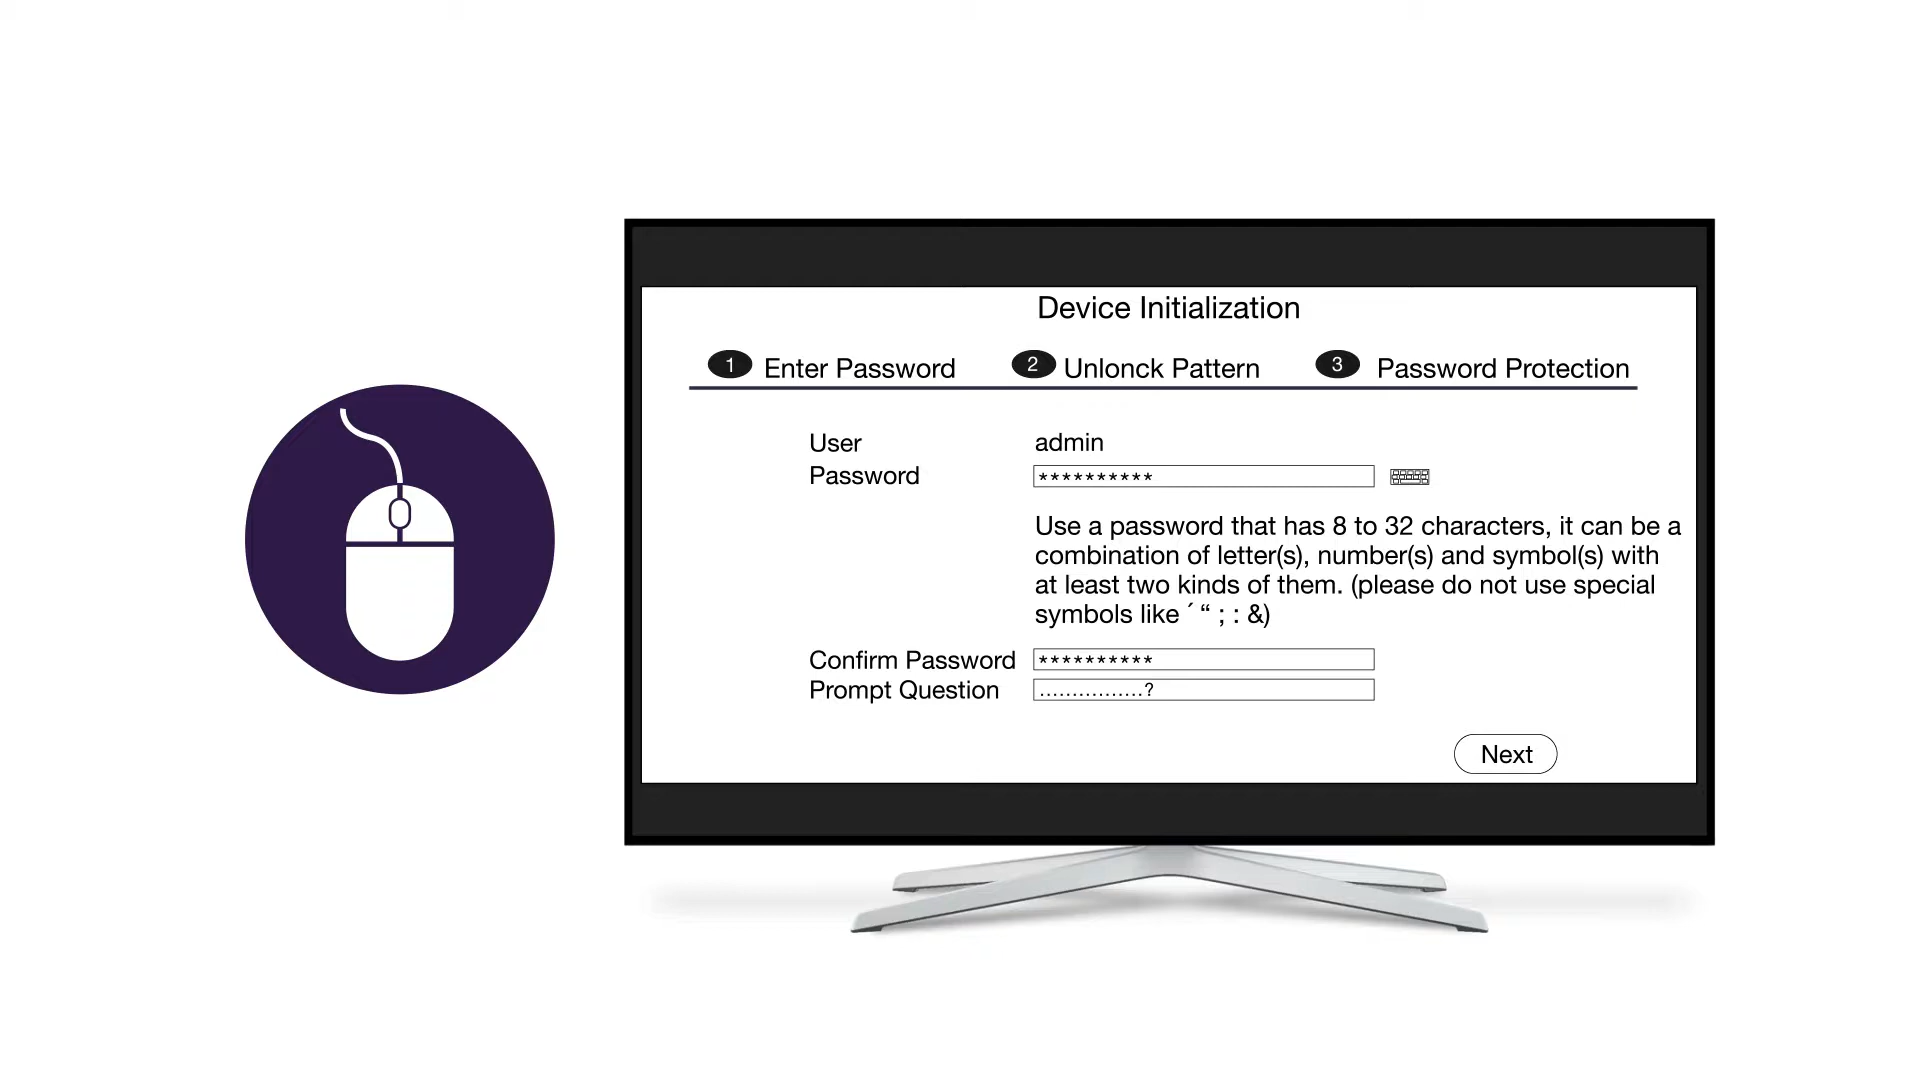 Device Initialization
1 Enter Password 2 Unlonck Pattern 3 Password Protection
User admin
Password **********
Use a password that has 8 to 32 characters, it can be a
combination of letter(s), number(s) and symbol(s) with
at least two kinds of them. (please do not use special
symbols like ´ “ ; : &)
Confirm Password **********
Prompt Question ................?
Next